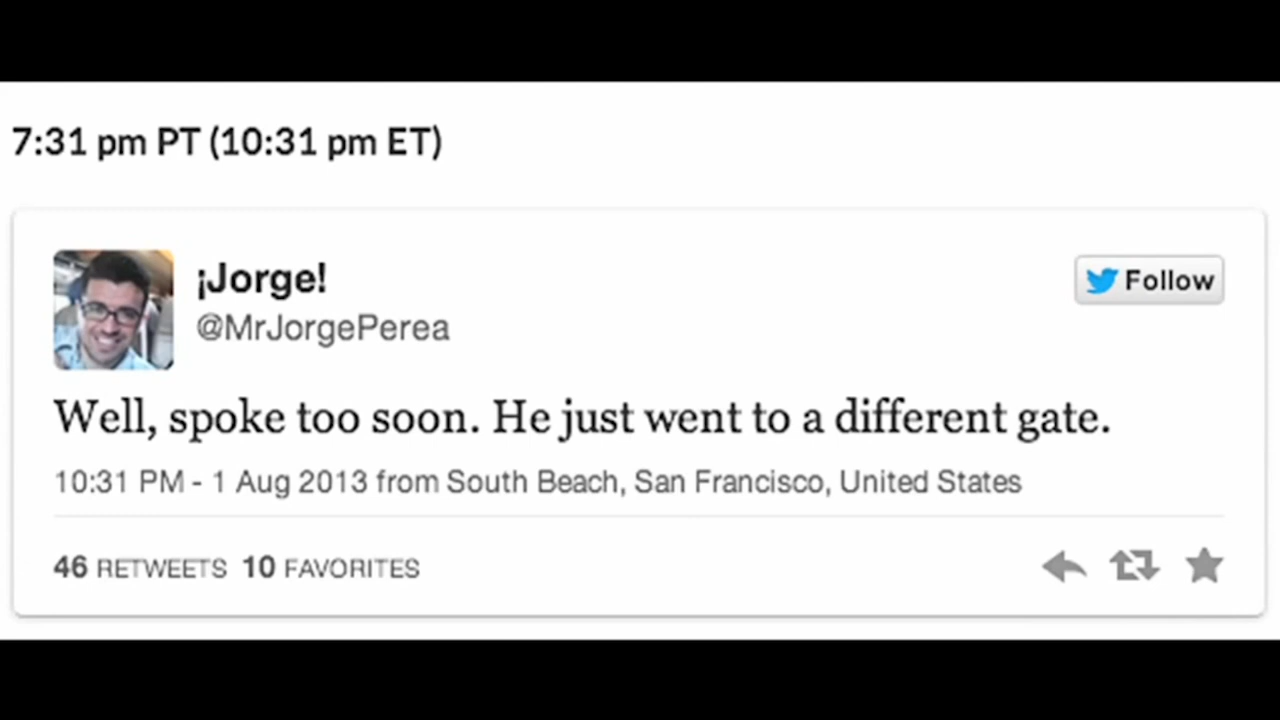 7:31 pm PT (10:31 pm ET)
¡Jorge!
@MrJorgePerea
Follow
Well, spoke too soon. He just went to a different gate.
10:31 PM - 1 Aug 2013 from South Beach, San Francisco, United States
46 RETWEETS 10 FAVORITES